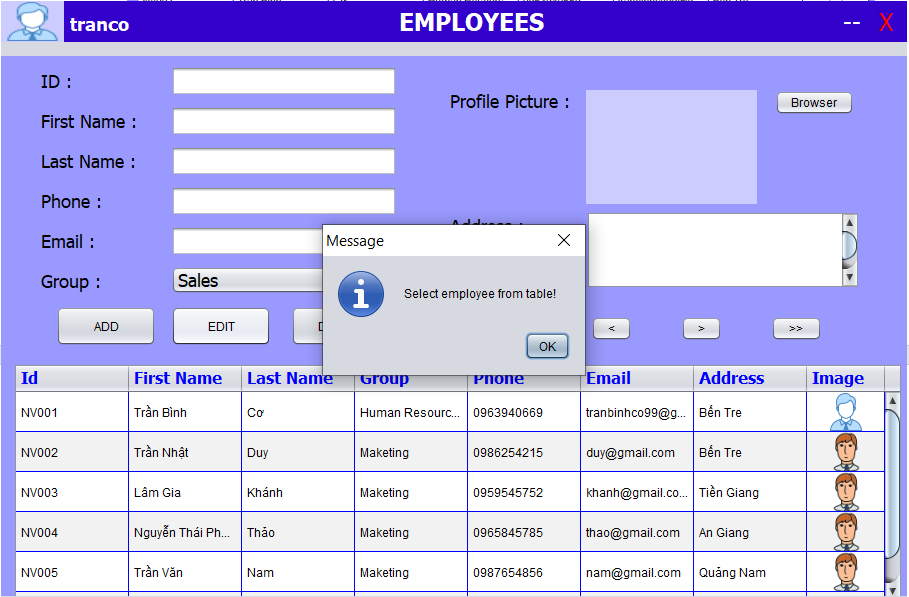 tranco
EMPLOYEES
-- X
ID :
First Name :
Last Name :
Phone :
Email :
Group :
Sales
Profile Picture :
Browser
Address :
ADD
EDIT
<
>
>>
Message
Select employee from table!
OK
Id First Name Last Name Group Phone Email Address Image
NV001 Trần Bình Cơ Human Resourc... 0963940669 tranbinhco99@g... Bến Tre
NV002 Trần Nhật Duy Maketing 0986254215 duy@gmail.com Bến Tre
NV003 Lâm Gia Khánh Maketing 0959545752 khanh@gmail.co... Tiền Giang
NV004 Nguyễn Thái Ph... Thảo Maketing 0965845785 thao@gmail.com An Giang
NV005 Trần Văn Nam Maketing 0987654856 nam@gmail.com Quảng Nam